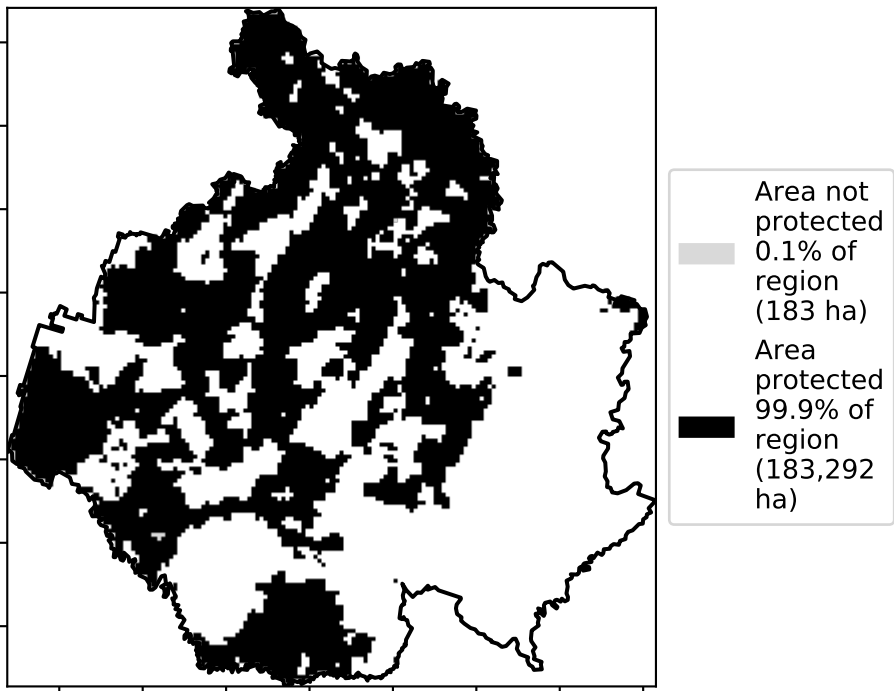 Area not
protected
0.1% of
region
(183 ha)
Area
protected
99.9% of
region
(183,292
ha)